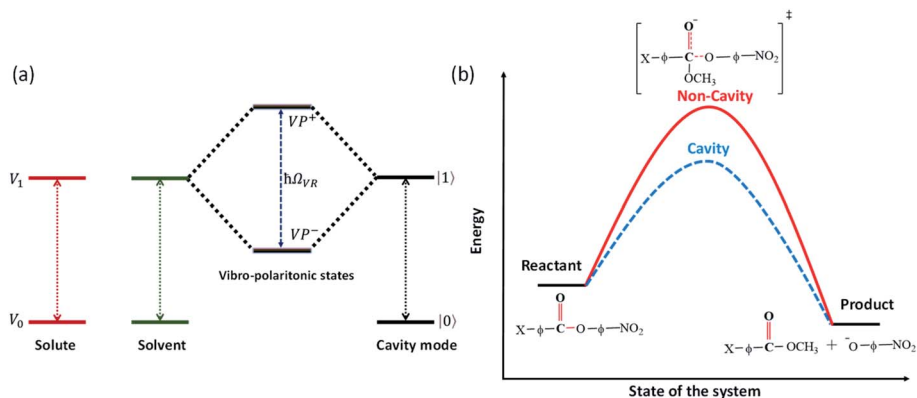 (a)
V₁
V₀
Solute
Solvent
VP⁺
ħΩ_VR
VP⁻
Vibro-polaritonic states
|1⟩
|0⟩
Cavity mode
(b)
Energy
State of the system
O⁻
X-ϕ-C--O-ϕ-NO₂
OCH₃
‡
Non-Cavity
Cavity
Reactant
O
X-ϕ-C-O-ϕ-NO₂
Product
O
X-ϕ-C-OCH₃ + ⁻O-ϕ-NO₂